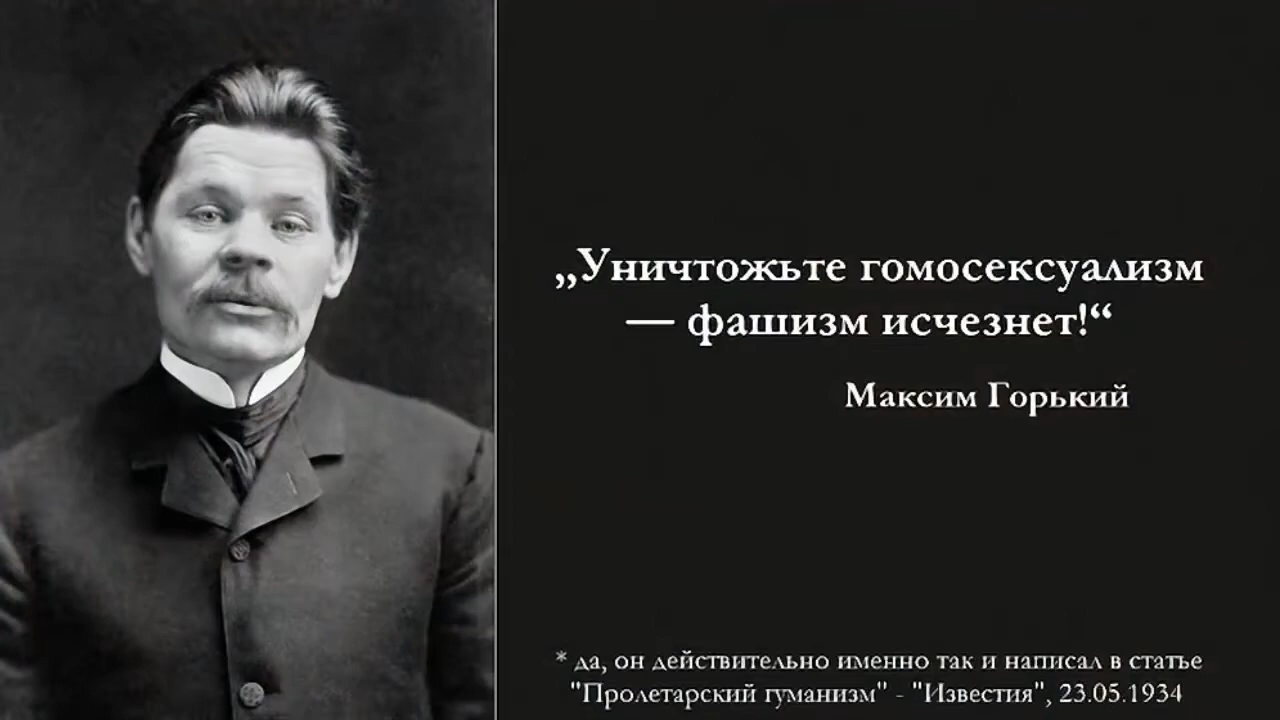 „Уничтожьте гомосексуализм
— фашизм исчезнет!“
Максим Горький
* да, он действительно именно так и написал в статье
"Пролетарский гуманизм" - "Известия", 23.05.1934